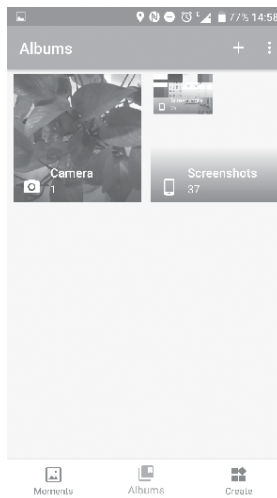 77% 14:58
Albums
Camera
1
Screenshots
37
Moments
Albums
Create